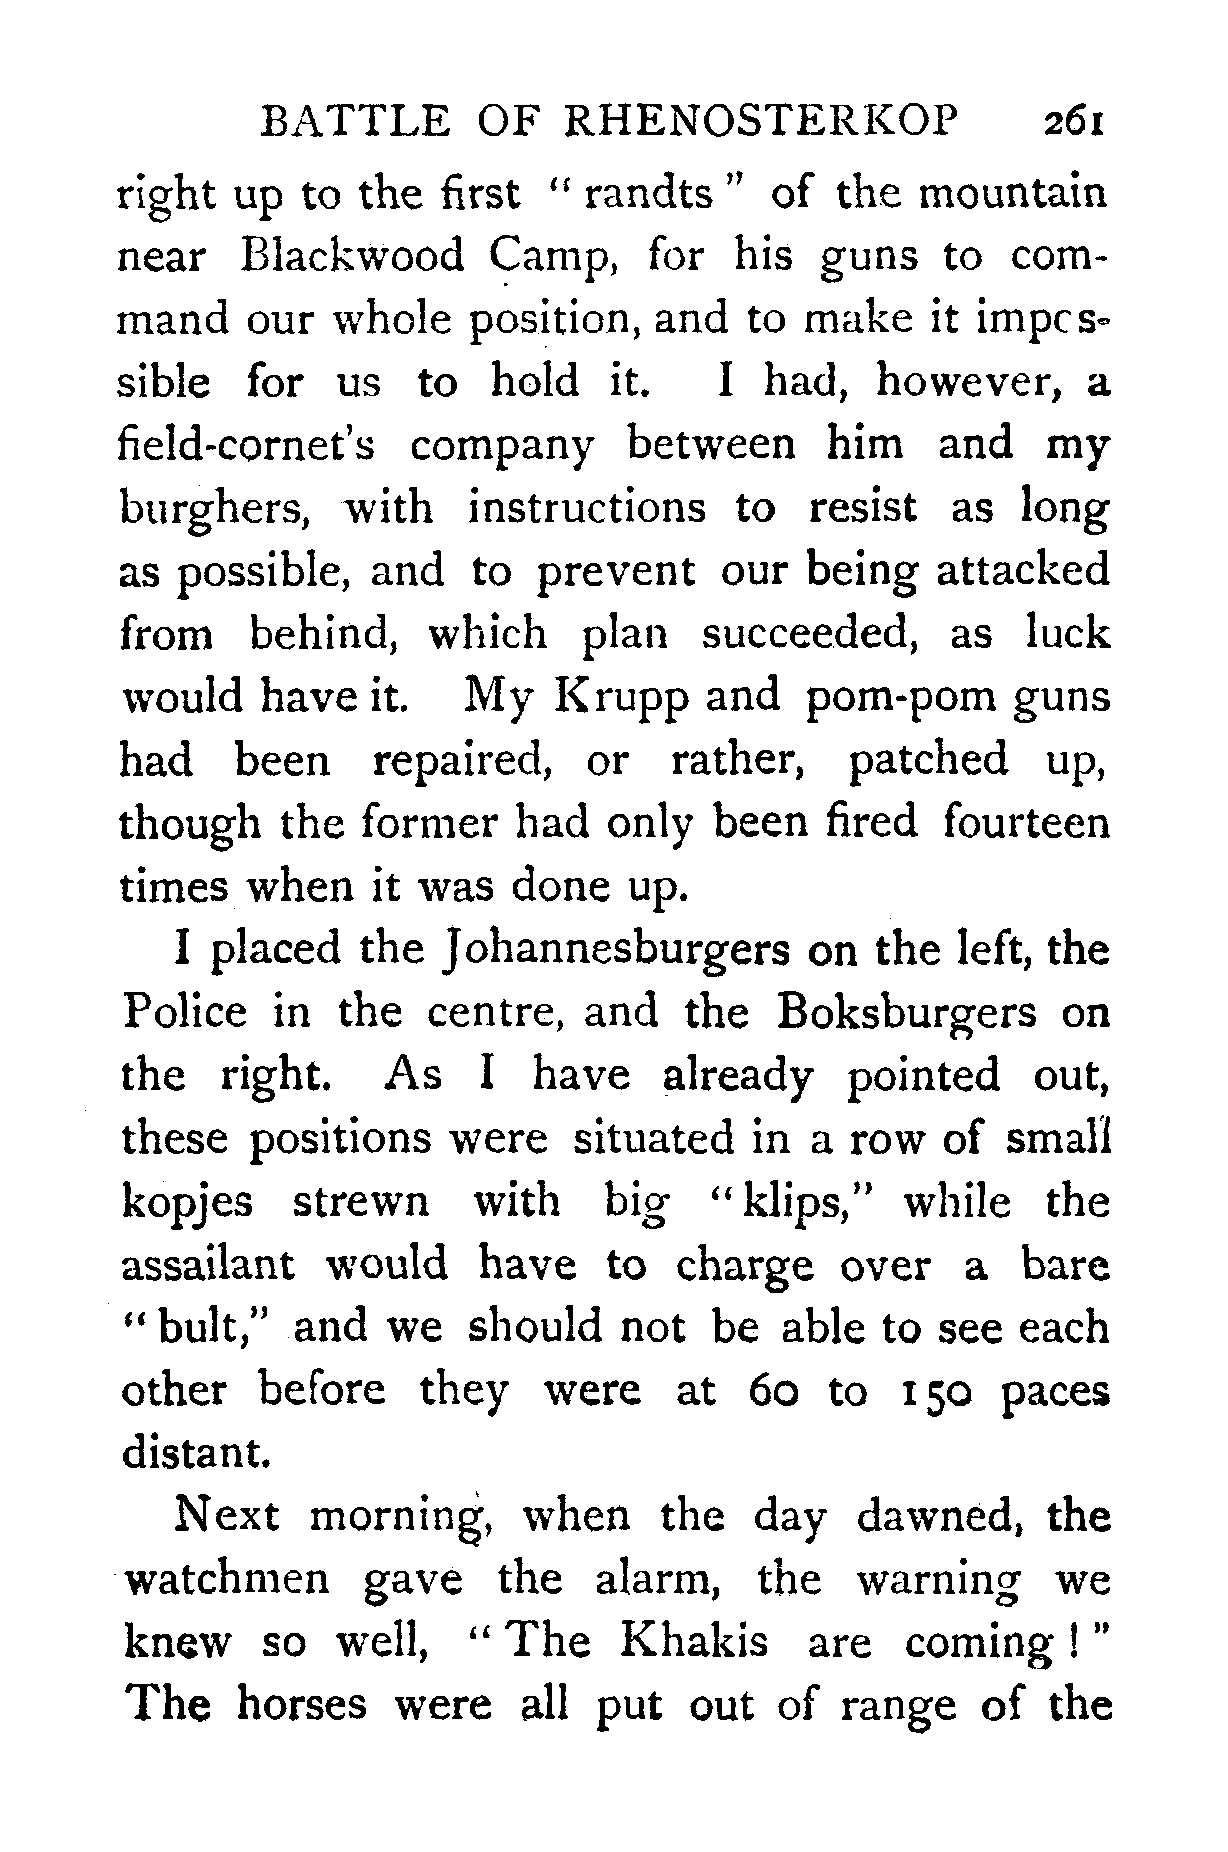 BATTLE OF RHENOSTERKOP 261
right up to the first " randts " of the mountain
near Blackwood Camp, for his guns to com-
mand our whole position, and to make it impos-
sible for us to hold it. I had, however, a
field-cornet's company between him and my
burghers, with instructions to resist as long
as possible, and to prevent our being attacked
from behind, which plan succeeded, as luck
would have it. My Krupp and pom-pom guns
had been repaired, or rather, patched up,
though the former had only been fired fourteen
times when it was done up.
I placed the Johannesburgers on the left, the
Police in the centre, and the Boksburgers on
the right. As I have already pointed out,
these positions were situated in a row of small
kopjes strewn with big " klips," while the
assailant would have to charge over a bare
" bult," and we should not be able to see each
other before they were at 60 to 150 paces
distant.
Next morning, when the day dawned, the
watchmen gave the alarm, the warning we
knew so well, " The Khakis are coming ! "
The horses were all put out of range of the